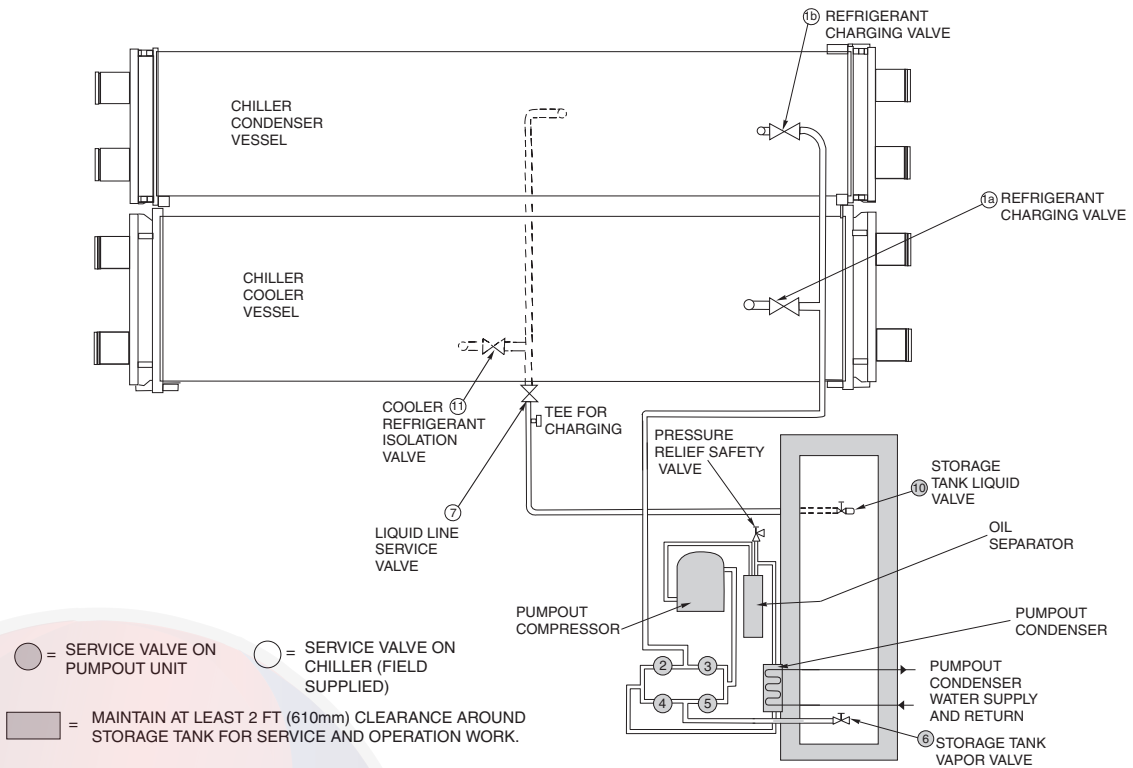 1b REFRIGERANT
CHARGING VALVE
CHILLER
CONDENSER
VESSEL
1a REFRIGERANT
CHARGING VALVE
CHILLER
COOLER
VESSEL
COOLER 11
REFRIGERANT
ISOLATION
VALVE
TEE FOR
CHARGING
PRESSURE
RELIEF SAFETY
VALVE
7
LIQUID LINE
SERVICE
VALVE
10 STORAGE
TANK LIQUID
VALVE
OIL
SEPARATOR
PUMPOUT
COMPRESSOR
PUMPOUT
CONDENSER
2 3
4 5
PUMPOUT
CONDENSER
WATER SUPPLY
AND RETURN
6 STORAGE TANK
VAPOR VALVE
= SERVICE VALVE ON
PUMPOUT UNIT
= SERVICE VALVE ON
CHILLER (FIELD
SUPPLIED)
= MAINTAIN AT LEAST 2 FT (610mm) CLEARANCE AROUND
STORAGE TANK FOR SERVICE AND OPERATION WORK.